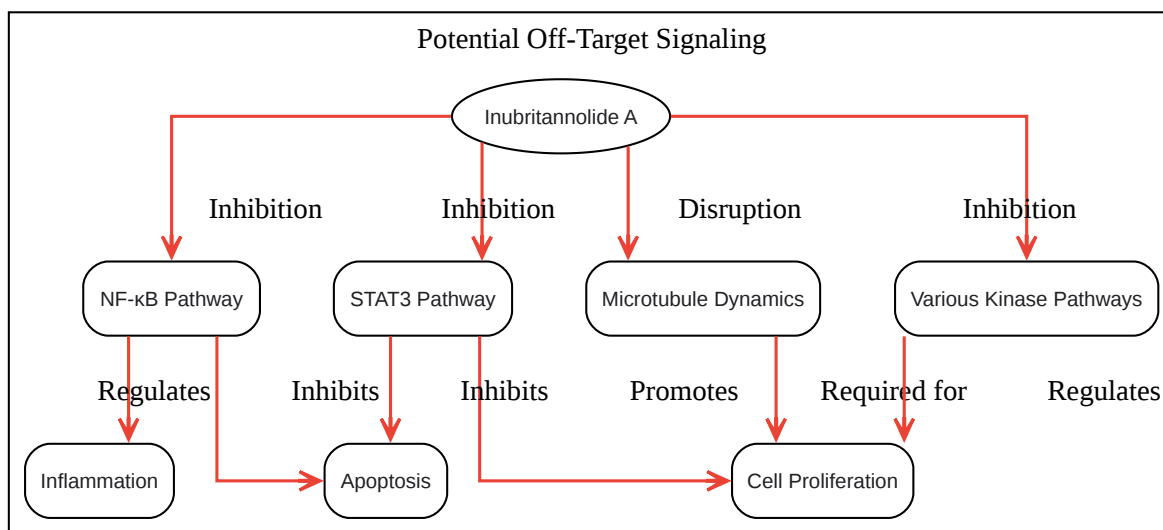 Potential Off-Target Signaling
Inubritannolide A
Inhibition
Inhibition
Disruption
Inhibition
NF-κB Pathway
STAT3 Pathway
Microtubule Dynamics
Various Kinase Pathways
Regulates
Inhibits
Inhibits
Promotes
Required for
Regulates
Inflammation
Apoptosis
Cell Proliferation